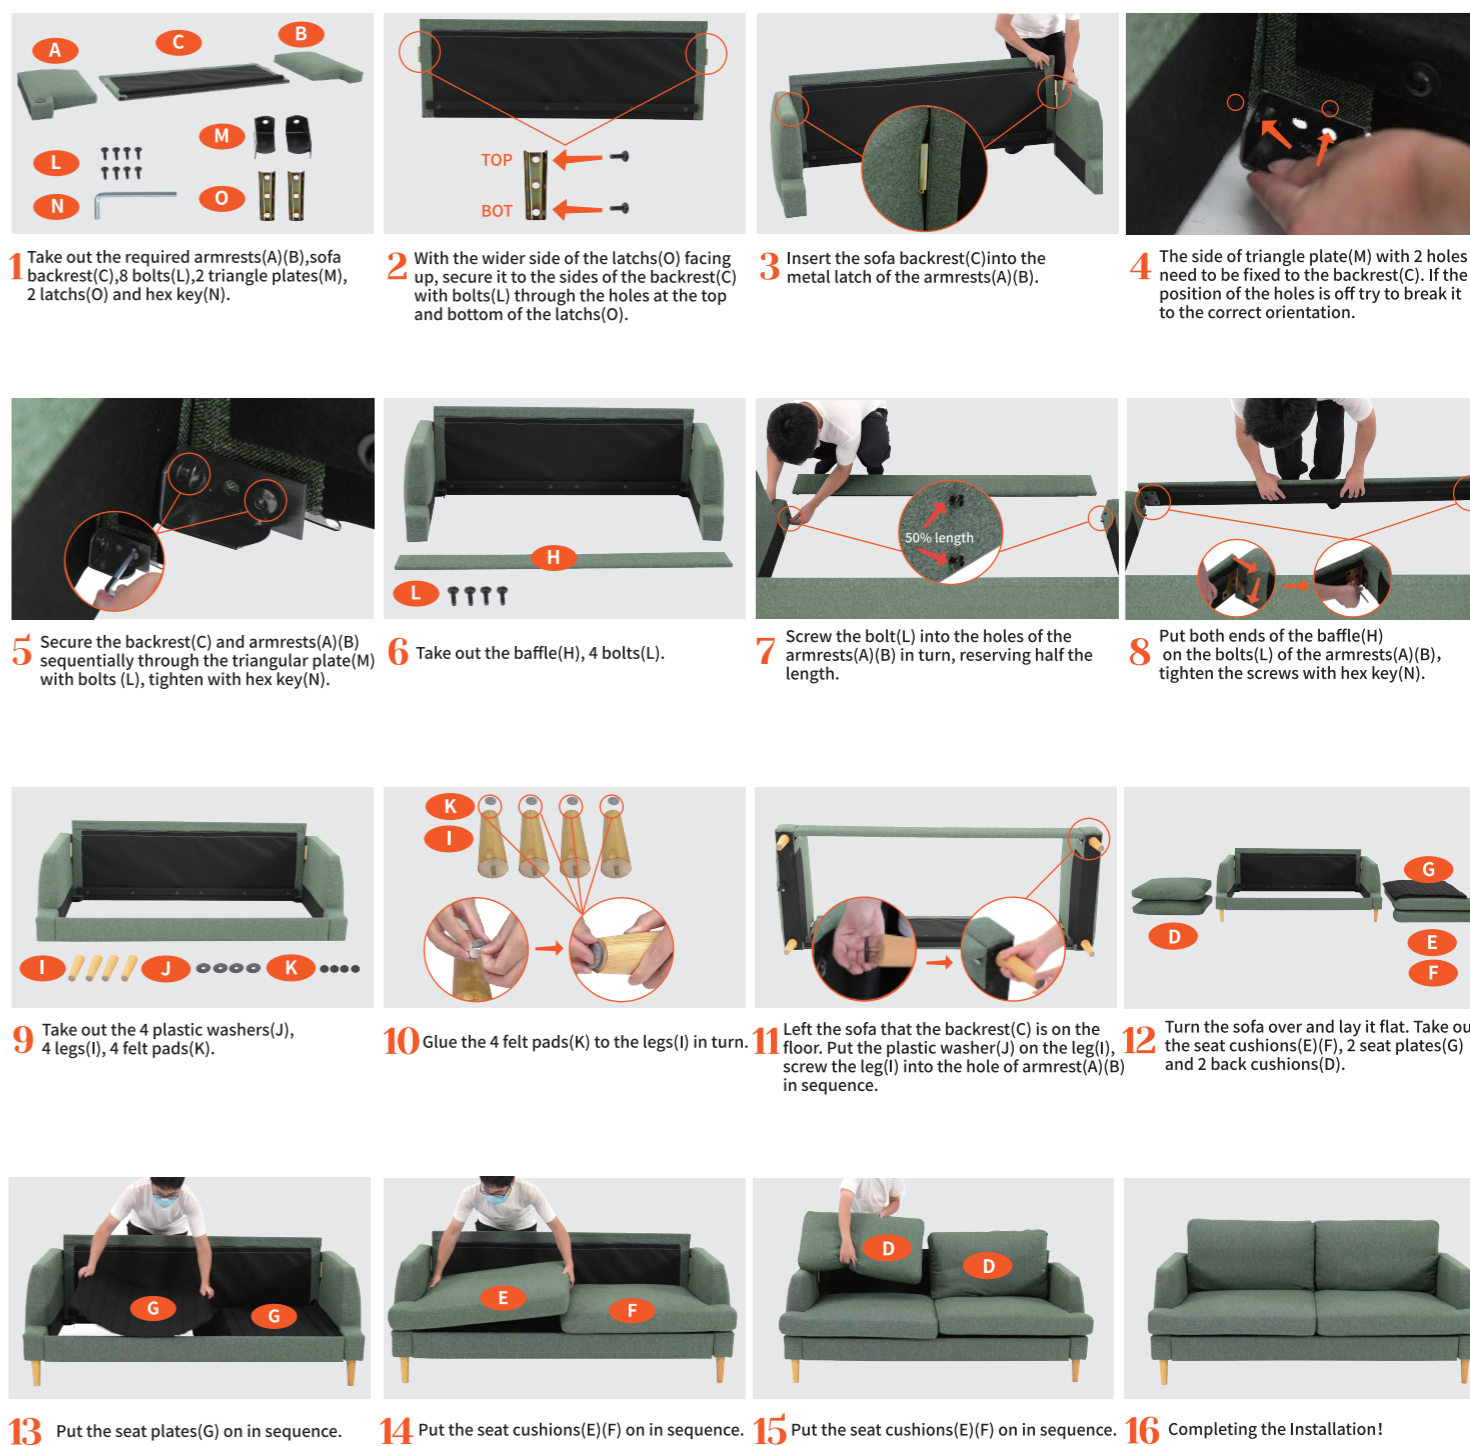 A
C
B
M
L
N
O
1 Take out the required armrests(A)(B),sofa
backrest(C),8 bolts(L),2 triangle plates(M),
2 latchs(O) and hex key(N).
TOP
BOT
2 With the wider side of the latchs(O) facing
up, secure it to the sides of the backrest(C)
with bolts(L) through the holes at the top
and bottom of the latchs(O).
3 Insert the sofa backrest(C)into the
metal latch of the armrests(A)(B).
4 The side of triangle plate(M) with 2 holes
need to be fixed to the backrest(C). If the
position of the holes is off try to break it
to the correct orientation.
5 Secure the backrest(C) and armrests(A)(B)
sequentially through the triangular plate(M)
with bolts (L), tighten with hex key(N).
H
L
6 Take out the baffle(H), 4 bolts(L).
50% length
7 Screw the bolt(L) into the holes of the
armrests(A)(B) in turn, reserving half the
length.
8 Put both ends of the baffle(H)
on the bolts(L) of the armrests(A)(B),
tighten the screws with hex key(N).
I
J
K
9 Take out the 4 plastic washers(J),
4 legs(I), 4 felt pads(K).
K
I
10 Glue the 4 felt pads(K) to the legs(I) in turn.
11 Left the sofa that the backrest(C) is on the
floor. Put the plastic washer(J) on the leg(I),
screw the leg(I) into the hole of armrest(A)(B)
in sequence.
D
G
E
F
12 Turn the sofa over and lay it flat. Take ou
the seat cushions(E)(F), 2 seat plates(G)
and 2 back cushions(D).
G
G
13 Put the seat plates(G) on in sequence.
E
F
14 Put the seat cushions(E)(F) on in sequence.
D
D
15 Put the seat cushions(E)(F) on in sequence.
16 Completing the Installation!